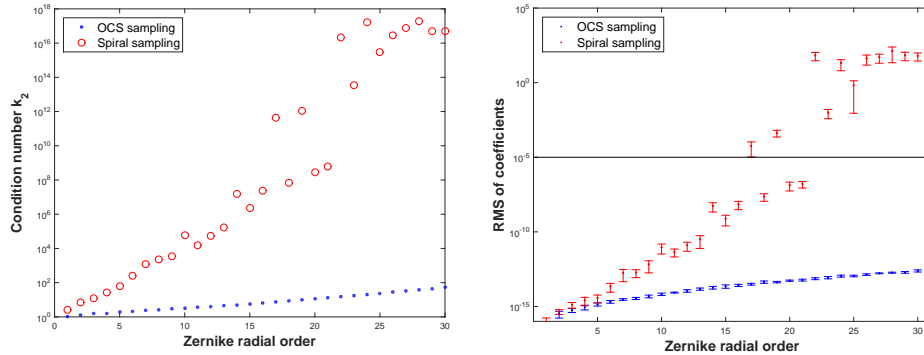 OCS sampling
Spiral sampling
Condition number k2
10^18
10^16
10^14
10^12
10^10
10^8
10^6
10^4
10^2
10^0
0 5 10 15 20 25 30
Zernike radial order
OCS sampling
Spiral sampling
RMS of coefficients
10^5
10^0
10^-5
10^-10
10^-15
5 10 15 20 25 30
Zernike radial order